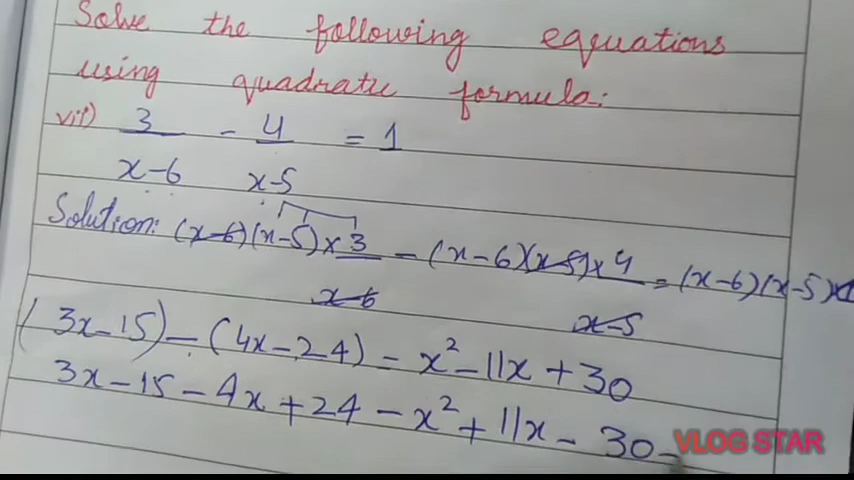 Solve the following equations
using quadratic formula:
vii) 3/x-6 - 4/x-5 = 1
Solution: (x-6)(x-5)×3/x-6 - (x-6)(x-5)×4/x-5 = (x-6)(x-5)×1
(3x-15)-(4x-24) - x²-11x+30
3x-15-4x+24-x²+11x-30=
VLOG STAR